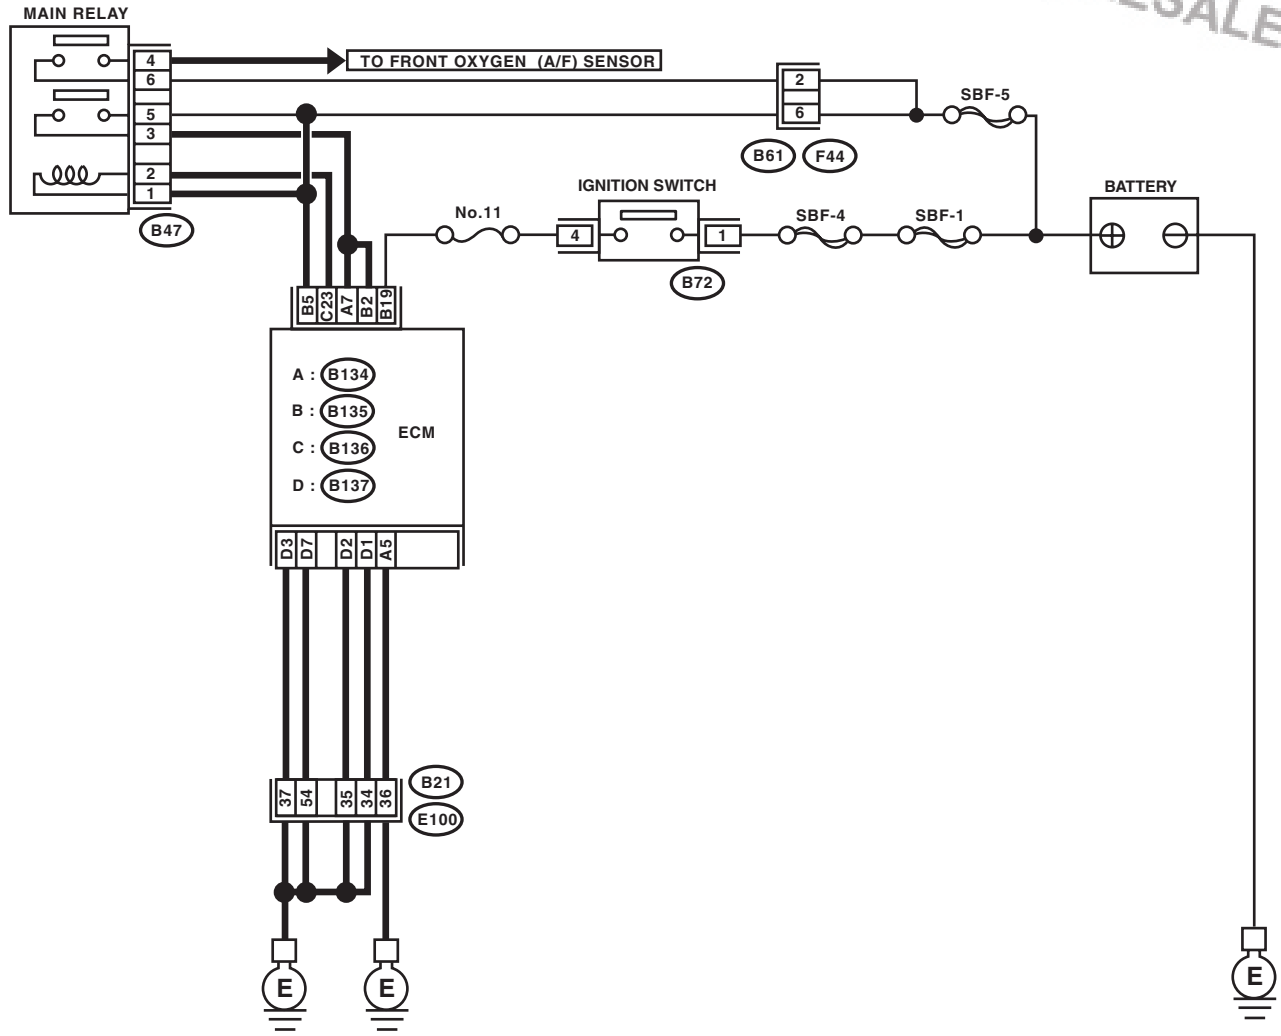 MAIN RELAY
ESALE
4
TO FRONT OXYGEN (A/F) SENSOR
6
2
5
6
SBF-5
3
B61
F44
2
1
IGNITION SWITCH
BATTERY
B47
No.11
4
1
SBF-4
SBF-1
B72
B5
C23
A7
B2
B19
A : B134
B : B135
ECM
C : B136
D : B137
D3
D7
D2
D1
A5
37
54
35
34
36
B21
E100
E
E
E